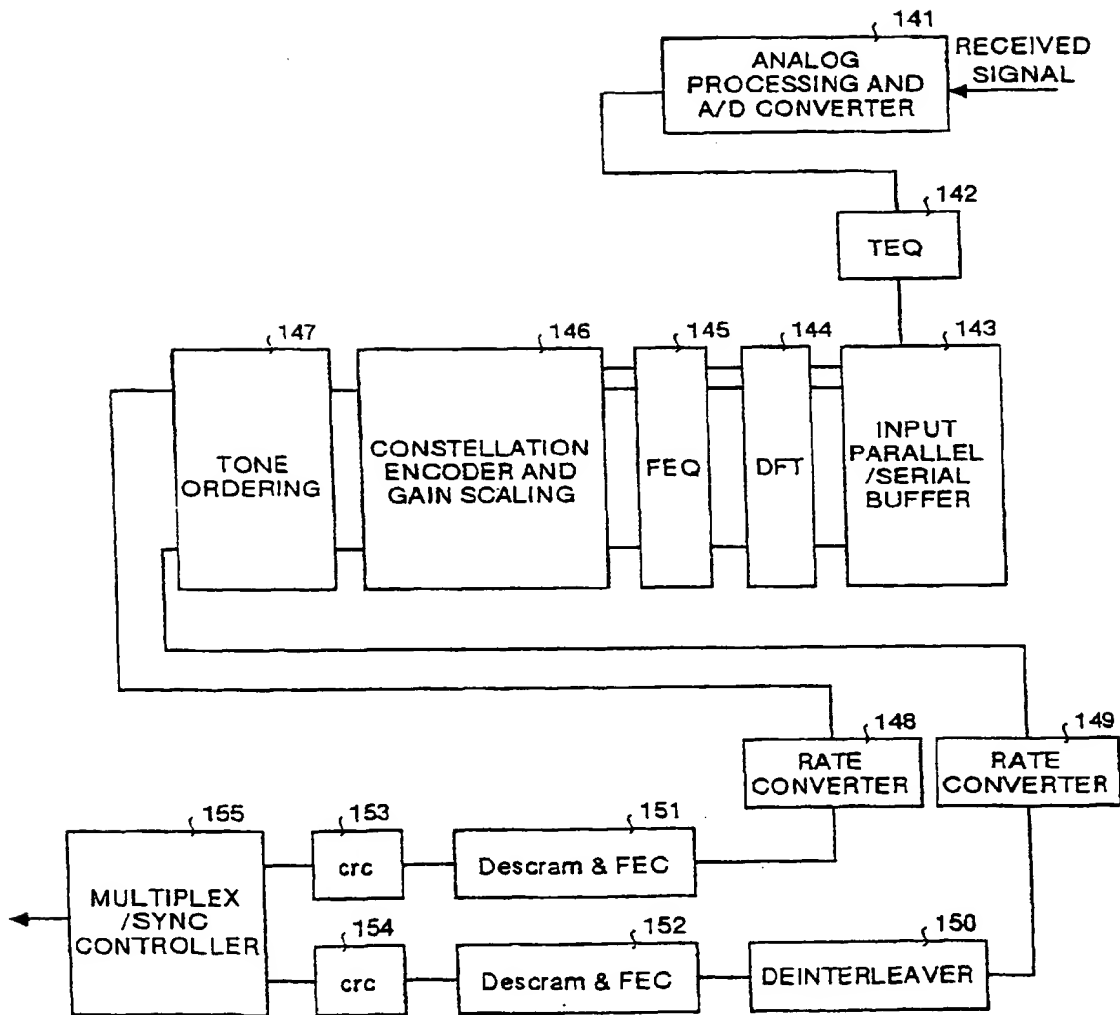 141
ANALOG
PROCESSING AND
A/D CONVERTER
RECEIVED
SIGNAL
142
TEQ
147
TONE
ORDERING
146
CONSTELLATION
ENCODER AND
GAIN SCALING
145
FEQ
144
DFT
143
INPUT
PARALLEL
/SERIAL
BUFFER
148
RATE
CONVERTER
149
RATE
CONVERTER
155
MULTIPLEX
/SYNC
CONTROLLER
153
crc
151
Descram & FEC
154
crc
152
Descram & FEC
150
DEINTERLEAVER